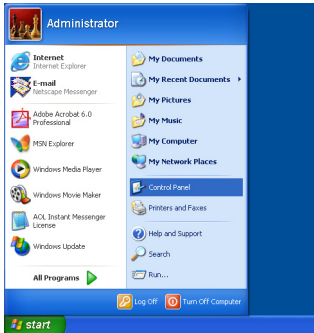 Administrator
Internet
Internet Explorer
E-mail
Netscape Messenger
Adobe Acrobat 6.0
Professional
MSN Explorer
Windows Media Player
Windows Movie Maker
AOL Instant Messenger
License
Windows Update
All Programs
My Documents
My Recent Documents
My Pictures
My Music
My Computer
My Network Places
Control Panel
Printers and Faxes
Help and Support
Search
Run...
Log Off
Turn Off Computer
start